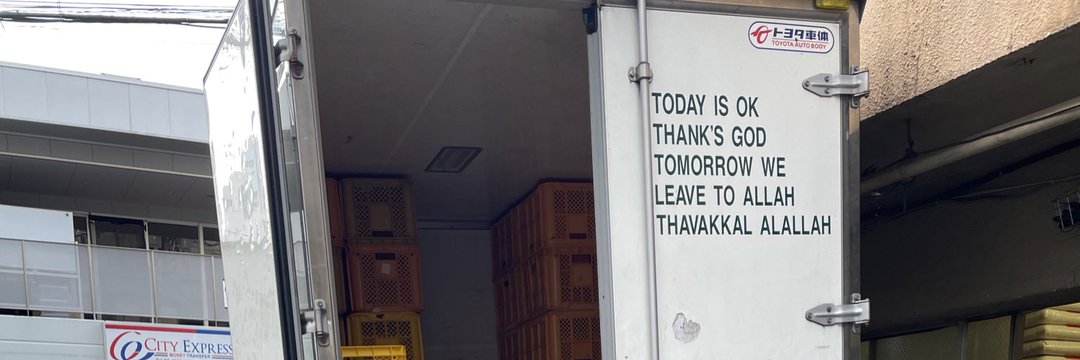 トヨタ車体
TOYOTA AUTO BODY
TODAY IS OK
THANK'S GOD
TOMORROW WE
LEAVE TO ALLAH
THAVAKKAL ALALLAH
CITY EXPRESS
MONEY TRANSFER